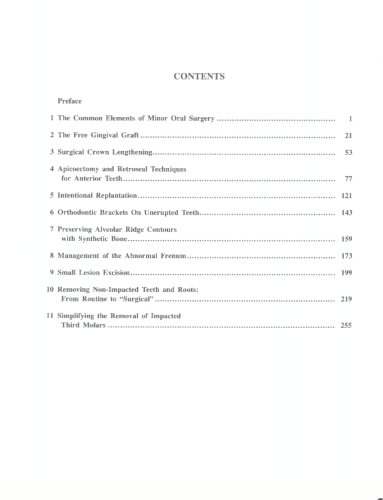 CONTENTS
Preface
1 The Common Elements of Minor Oral Surgery ................................................ 1
2 The Free Gingival Graft ................................................................................ 21
3 Surgical Crown Lengthening........................................................................... 53
4 Apicoectomy and Retroseal Techniques
for Anterior Teeth....................................................................................... 77
5 Intentional Replantation................................................................................. 121
6 Orthodontic Brackets On Unerupted Teeth........................................................ 143
7 Preserving Alveolar Ridge Contours
with Synthetic Bone..................................................................................... 159
8 Management of the Abnormal Frenum............................................................. 173
9 Small Lesion Excision.................................................................................... 199
10 Removing Non-Impacted Teeth and Roots:
From Routine to "Surgical" .......................................................................... 219
11 Simplifying the Removal of Impacted
Third Molars ............................................................................................. 255